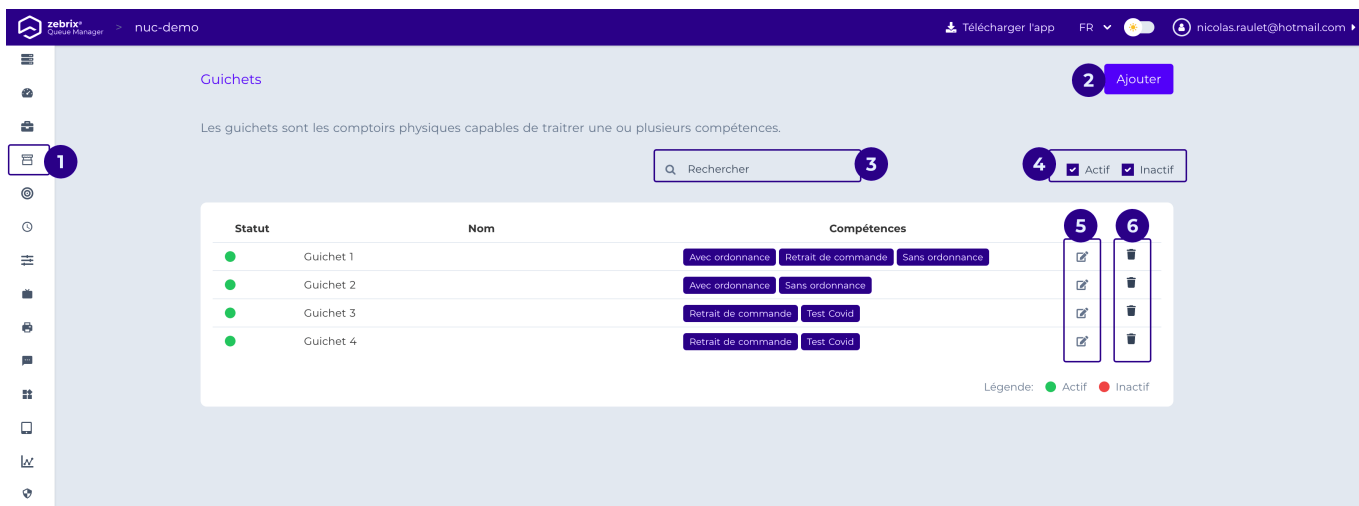 zebrix® Queue Manager > nuc-demo Télécharger l'app FR nicolas.raulet@hotmail.com
Guichets 2 Ajouter
Les guichets sont les comptoirs physiques capables de traitrer une ou plusieurs compétences.
1
Rechercher 3 4 Actif Inactif
Statut Nom Compétences 5 6
Guichet 1 Avec ordonnance Retrait de commande Sans ordonnance
Guichet 2 Avec ordonnance Sans ordonnance
Guichet 3 Retrait de commande Test Covid
Guichet 4 Retrait de commande Test Covid
Légende: Actif Inactif